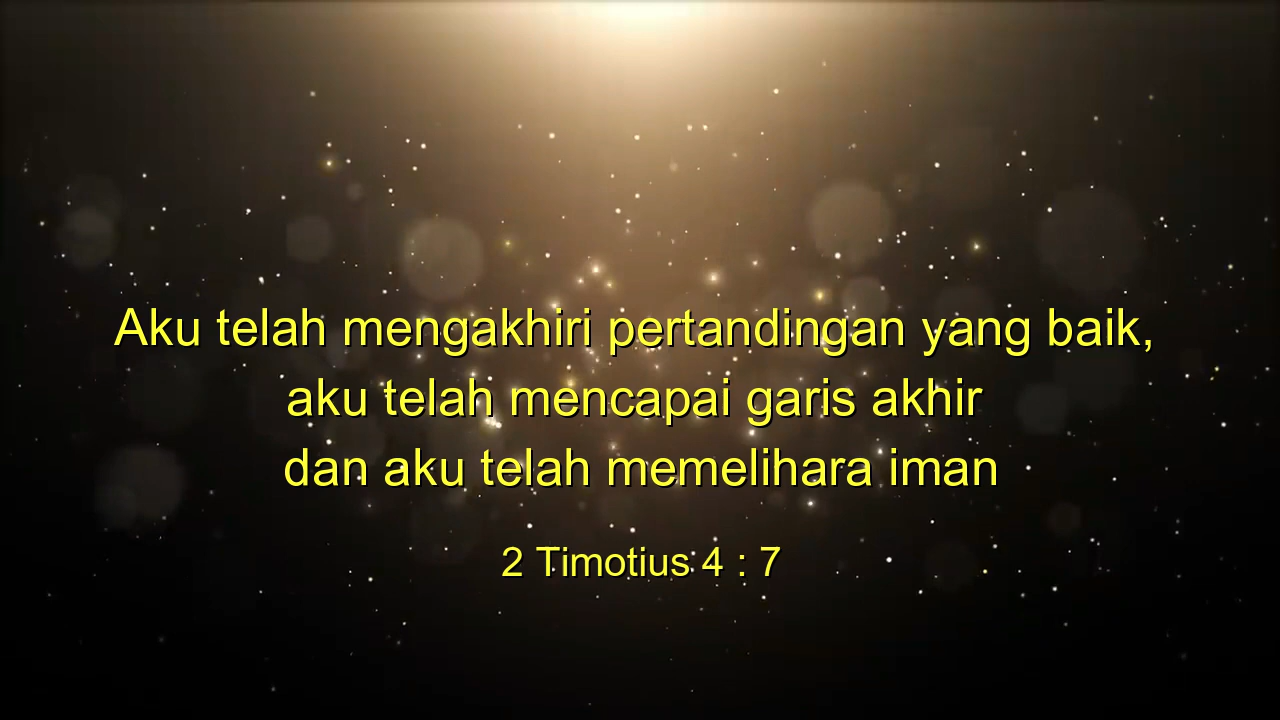 Aku telah mengakhiri pertandingan yang baik,
aku telah mencapai garis akhir
dan aku telah memelihara iman
2 Timotius 4 : 7